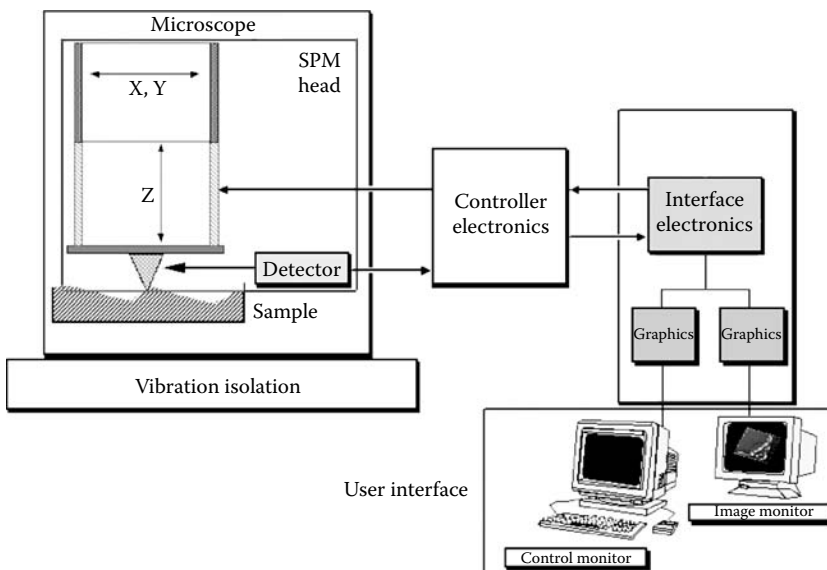 Microscope
SPM
head
X, Y
Z
Controller
electronics
Interface
electronics
Detector
Sample
Graphics
Graphics
Vibration isolation
User interface
Image monitor
Control monitor